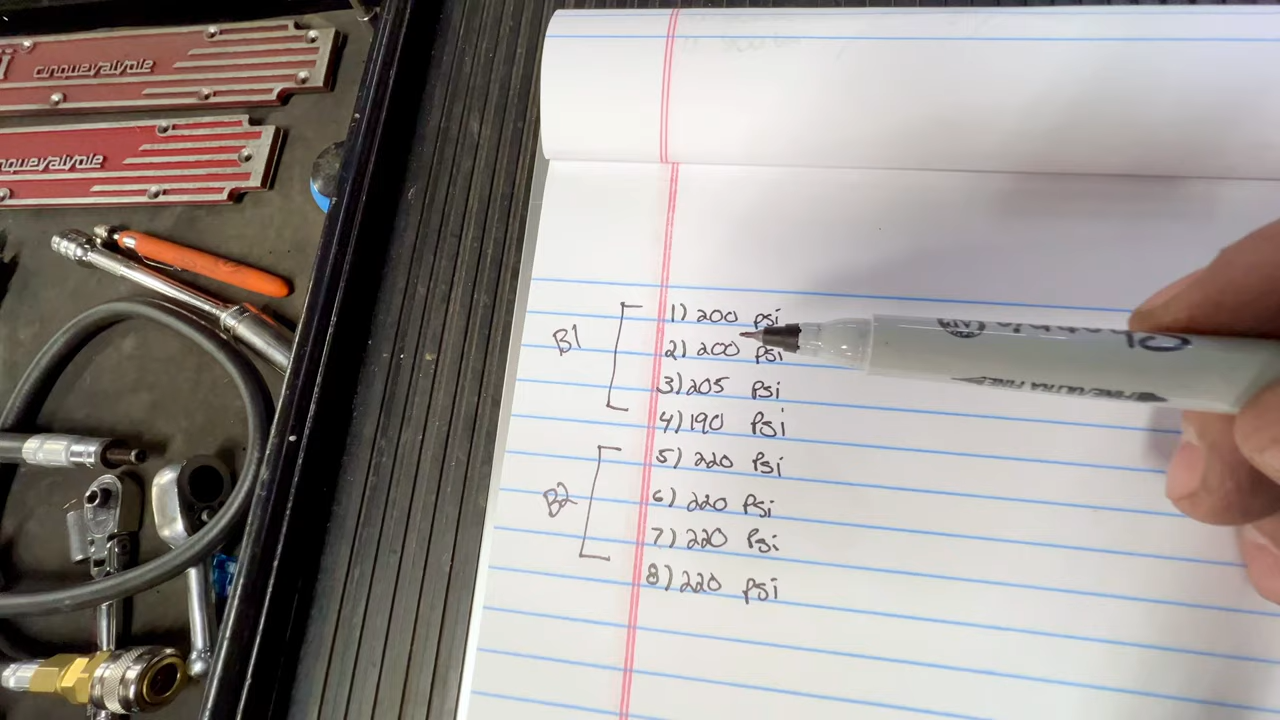 cinquevalvole
nquevalvole
B1
1) 200 psi
2) 200 psi
3) 205 psi
4) 190 psi
B2
5) 220 psi
6) 220 psi
7) 220 psi
8) 220 psi